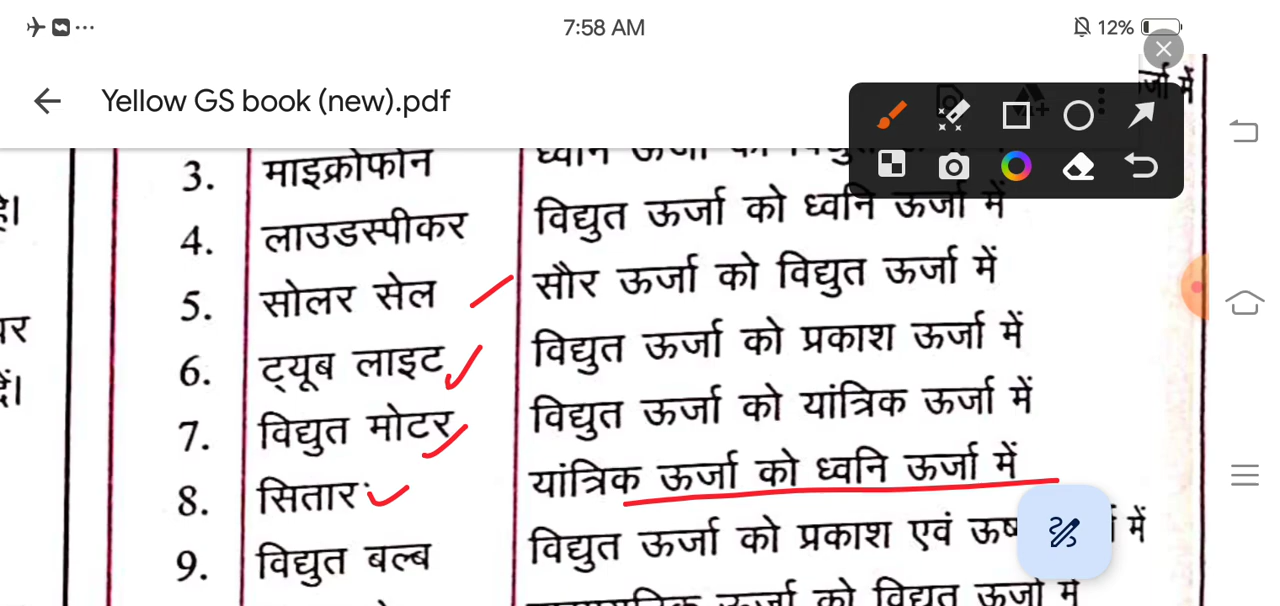 7:58 AM
12%
Yellow GS book (new).pdf
र्जा में
3. माइक्रोफोन
4. लाउडस्पीकर विद्युत ऊर्जा को ध्वनि ऊर्जा में
है।
5. सोलर सेल सौर ऊर्जा को विद्युत ऊर्जा में
6. ट्यूब लाइट विद्युत ऊर्जा को प्रकाश ऊर्जा में
7. विद्युत मोटर विद्युत ऊर्जा को यांत्रिक ऊर्जा में
8. सितार यांत्रिक ऊर्जा को ध्वनि ऊर्जा में
9. विद्युत बल्ब विद्युत ऊर्जा को प्रकाश एवं में
ऊर्जा को विद्युत ऊर्जा में